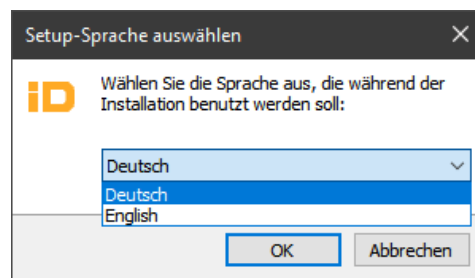 Setup-Sprache auswählen
iD
Wählen Sie die Sprache aus, die während der
Installation benutzt werden soll:
Deutsch
Deutsch
English
OK Abbrechen